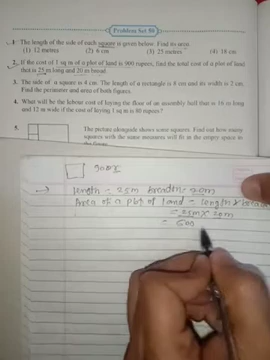 Problem Set 50
1. The length of the side of each square is given below. Find its area.
(1) 12 metres (2) 6 cm (3) 25 metres (4) 18 cm
2. If the cost of 1 sq m of a plot of land is 900 rupees, find the total cost of a plot of land
that is 25 m long and 20 m broad.
3. The side of a square is 4 cm. The length of a rectangle is 8 cm and its width is 2 cm.
Find the perimeter and area of both figures.
4. What will be the labour cost of laying the floor of an assembly hall that is 16 m long
and 12 m wide if the cost of laying 1 sq m is 80 rupees?
5. The picture alongside shows some squares. Find out how many
squares with the same measures will fit in the empty space in
the figure.
length = 25m breadth = 20m
Area of a plot of land = length X bread
= 25m X 20m
= 500